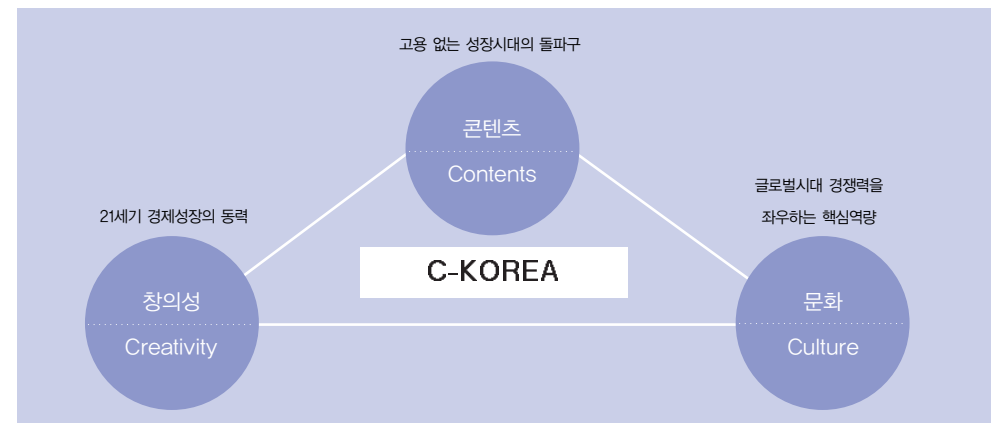 고용 없는 성장시대의 돌파구
콘텐츠
Contents
글로벌시대 경쟁력을
좌우하는 핵심역량
21세기 경제성장의 동력
C-KOREA
창의성
Creativity
문화
Culture